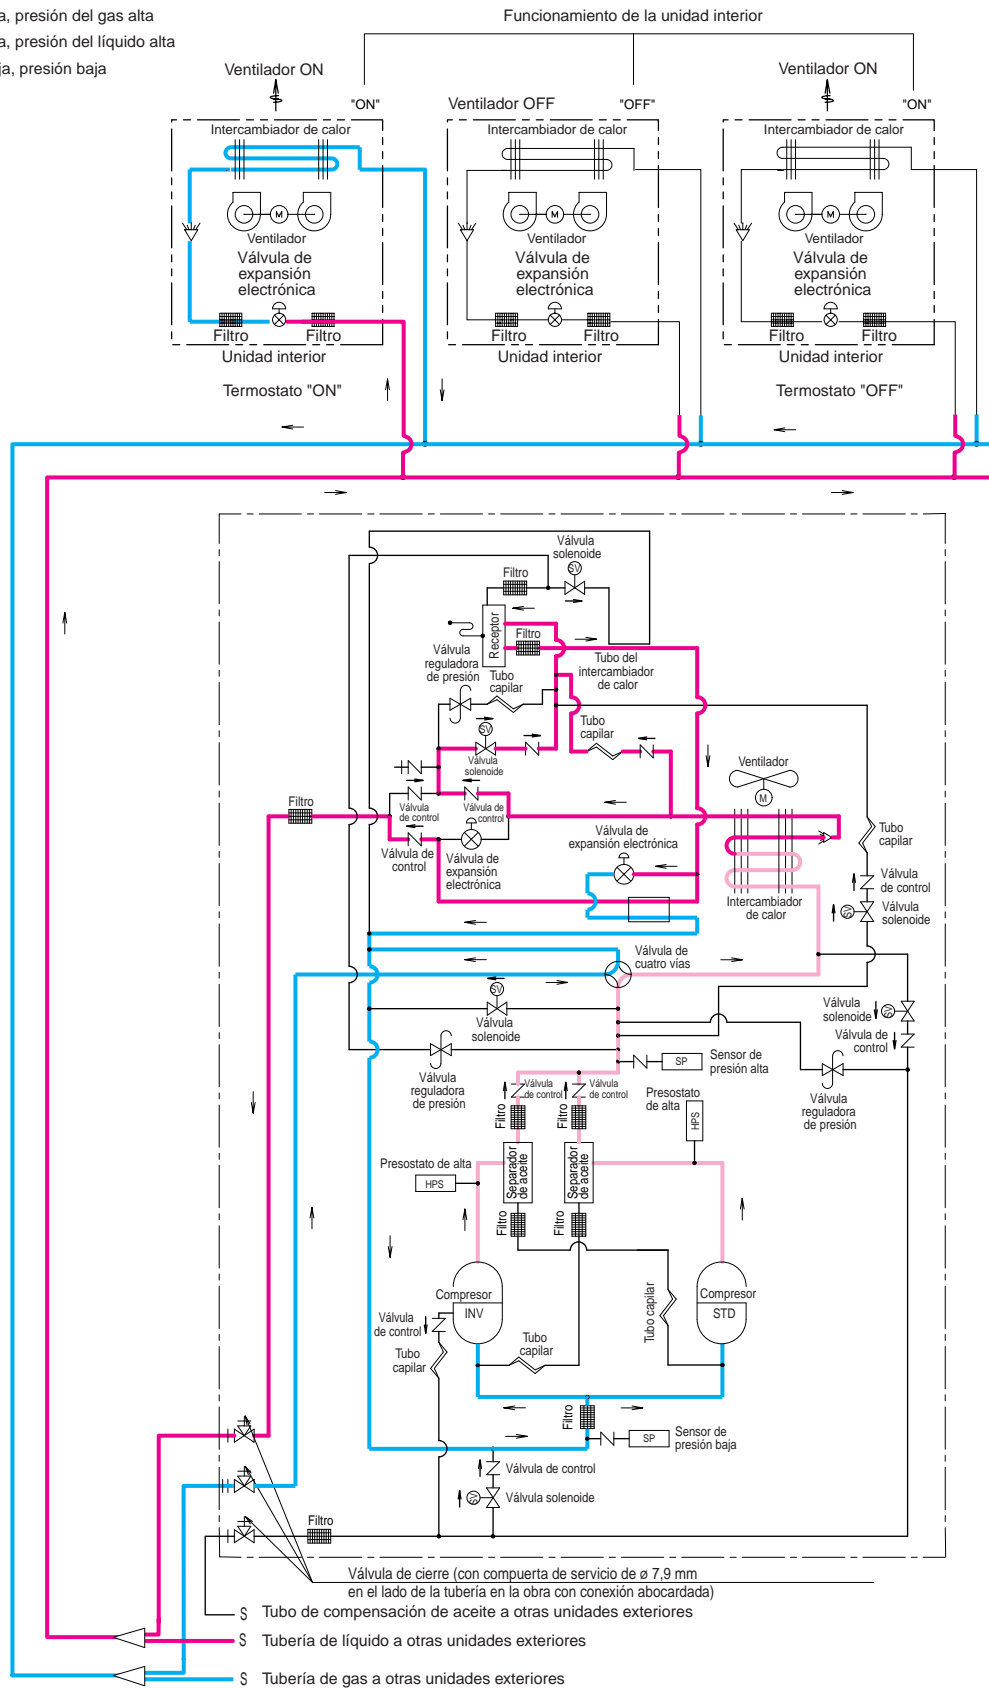 a, presión del gas alta
a, presión del líquido alta
ja, presión baja
Funcionamiento de la unidad interior
Ventilador ON
"ON"
Ventilador OFF
"OFF"
Ventilador ON
"ON"
Intercambiador de calor
Intercambiador de calor
Intercambiador de calor
M
M
M
Ventilador
Ventilador
Ventilador
Válvula de
expansión
electrónica
Válvula de
expansión
electrónica
Válvula de
expansión
electrónica
Filtro
Filtro
Filtro
Filtro
Filtro
Filtro
Unidad interior
Unidad interior
Unidad interior
Termostato "ON"
Termostato "OFF"
Válvula
solenoide
SV
Filtro
Receptor
Filtro
Válvula
reguladora
de presión
Tubo
capilar
Tubo del
intercambiador
de calor
SV
Válvula
solenoide
Tubo
capilar
Ventilador
M
Filtro
Válvula
de control
Válvula de
control
Válvula de
control
Válvula de
expansión
electrónica
Válvula de
expansión electrónica
Tubo
capilar
Válvula
de control
SV
Válvula
solenoide
Intercambiador
de calor
Válvula de
cuatro vías
SV
Válvula
solenoide
Válvula
solenoide
SV
Válvula de
control
Válvula
reguladora
de presión
SP
Sensor de
presión alta
Válvula
reguladora
de presión
Válvula
de control
Válvula
de control
Filtro
Filtro
Presostato
de alta
HPS
Presostato de alta
HPS
Separador
de aceite
Separador
de aceite
Filtro
Filtro
Compresor
INV
Compresor
STD
Válvula
de control
Tubo
capilar
Tubo
capilar
Tubo capilar
Filtro
SP
Sensor de
presión baja
Válvula de control
SV
Válvula solenoide
Filtro
Válvula de cierre (con compuerta de servicio de ø 7,9 mm
en el lado de la tubería en la obra con conexión abocardada)
S Tubo de compensación de aceite a otras unidades exteriores
S Tubería de líquido a otras unidades exteriores
S Tubería de gas a otras unidades exteriores